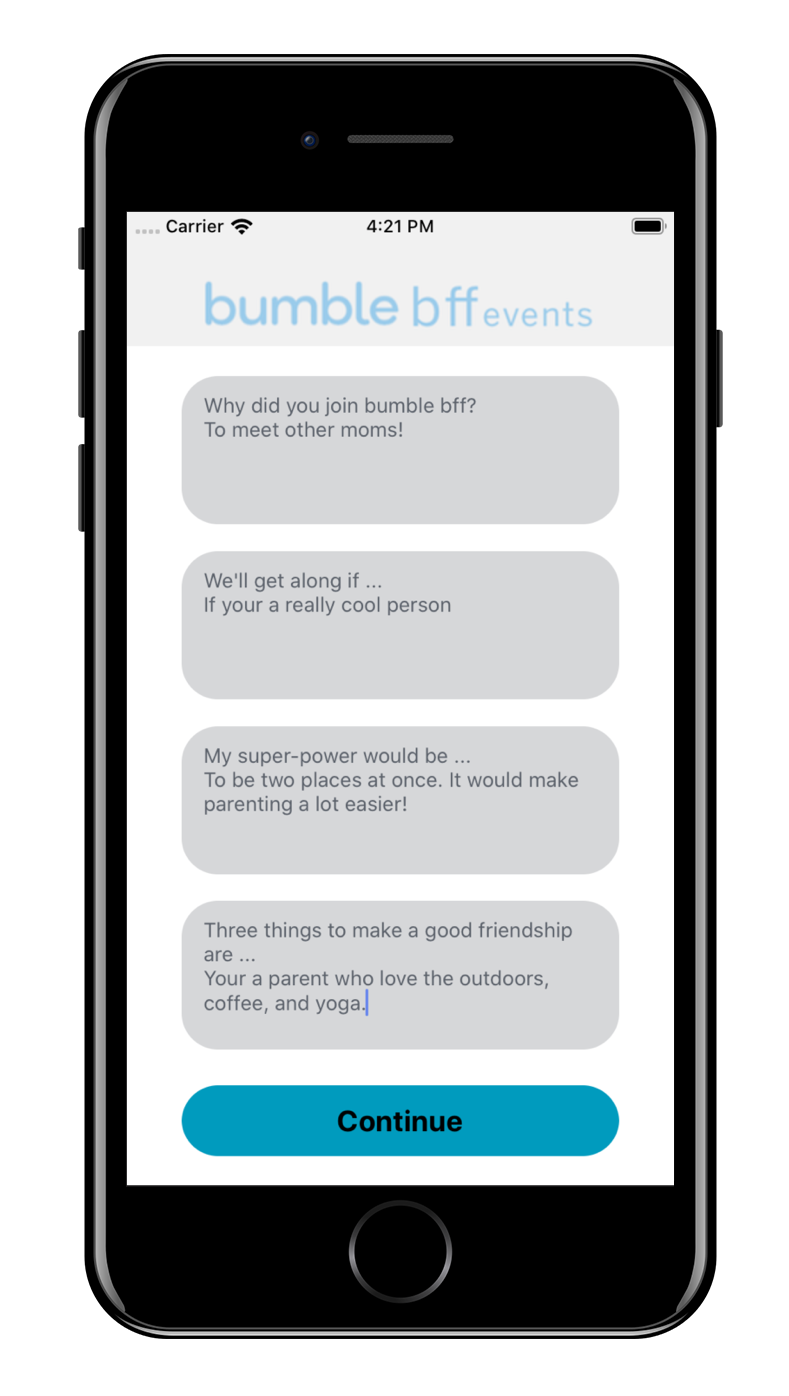 Carrier 4:21 PM
bumble bff events
Why did you join bumble bff?
To meet other moms!
We'll get along if ...
If your a really cool person
My super-power would be ...
To be two places at once. It would make
parenting a lot easier!
Three things to make a good friendship
are ...
Your a parent who love the outdoors,
coffee, and yoga.
Continue